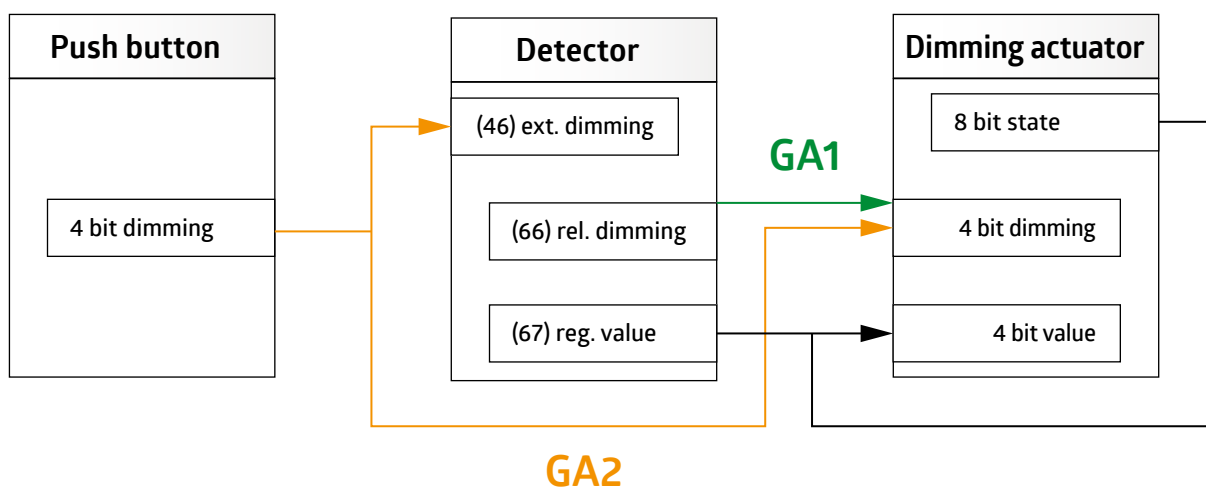 Push button
Detector
Dimming actuator
(46) ext. dimming
8 bit state
GA1
4 bit dimming
(66) rel. dimming
4 bit dimming
(67) reg. value
4 bit value
GA2